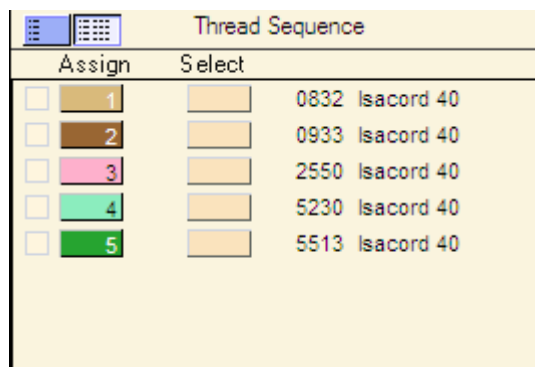 Thread Sequence
Assign Select
1 0832 Isacord 40
2 0933 Isacord 40
3 2550 Isacord 40
4 5230 Isacord 40
5 5513 Isacord 40